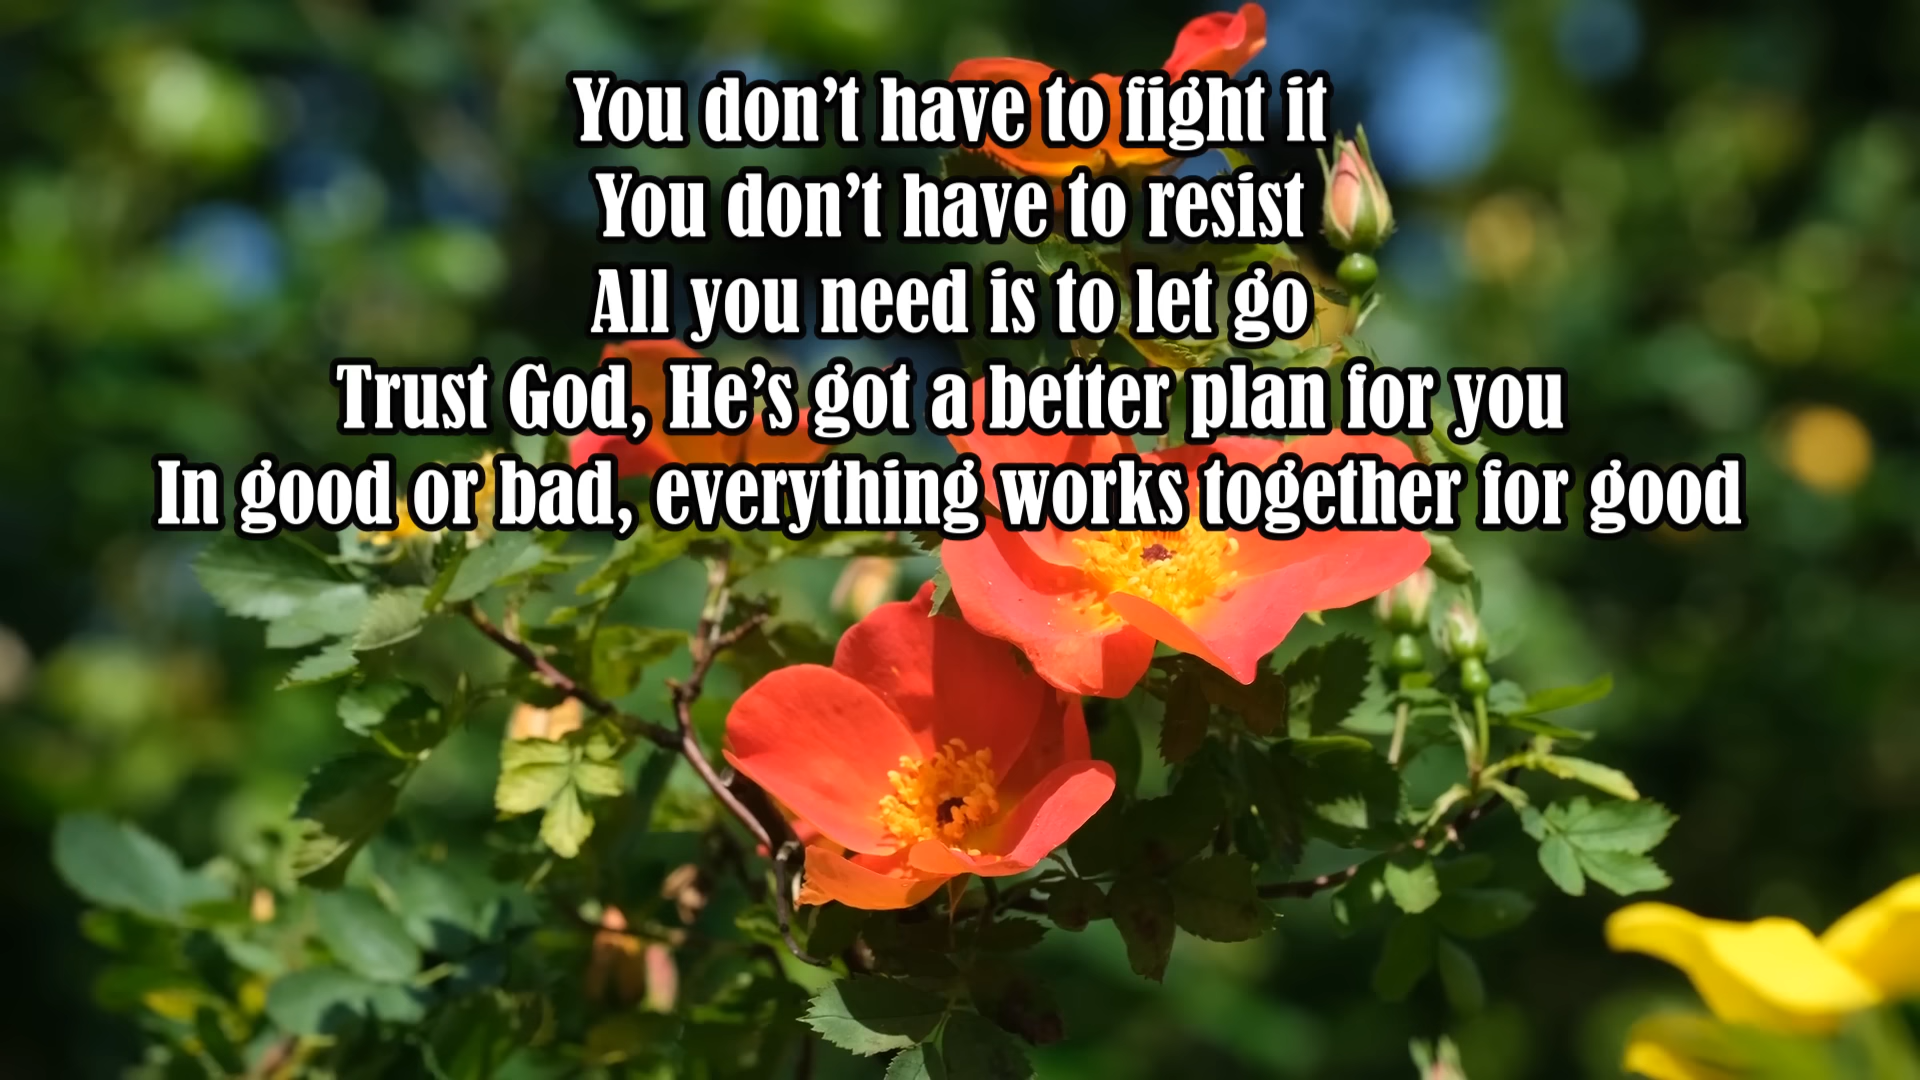 You don’t have to fight it
You don’t have to resist
All you need is to let go
Trust God, He’s got a better plan for you
In good or bad, everything works together for good